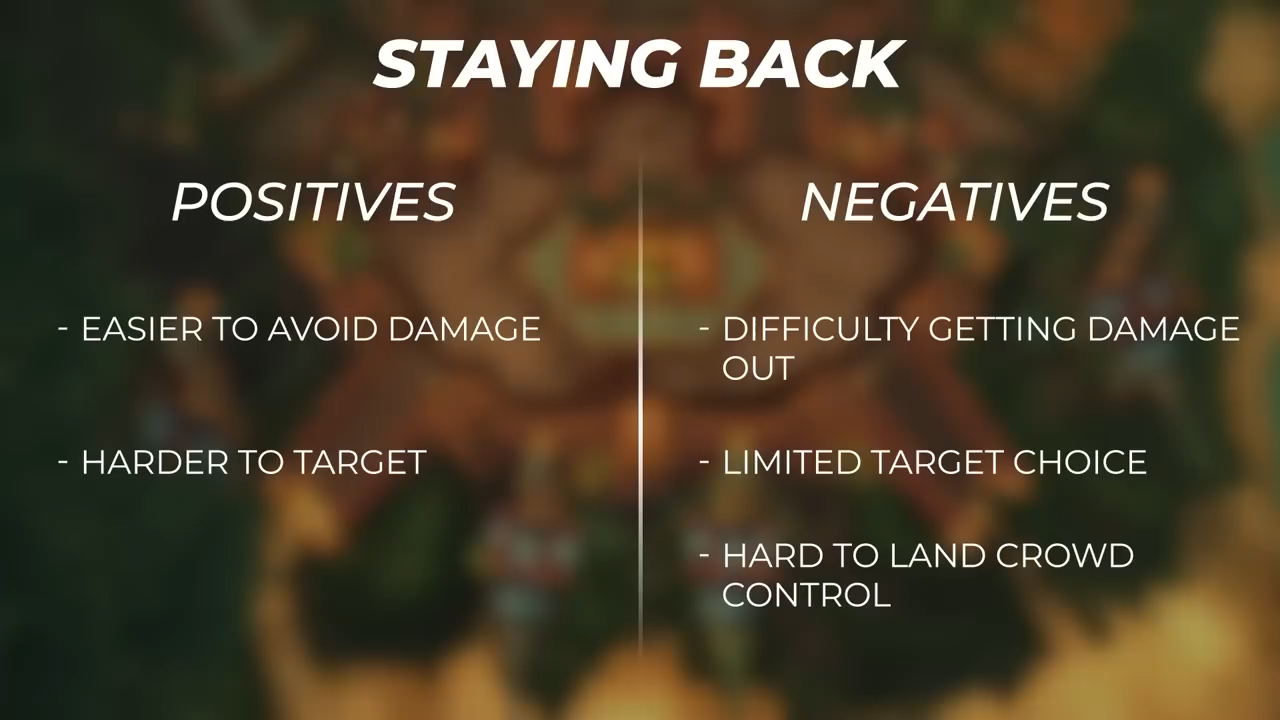 STAYING BACK
POSITIVES
- EASIER TO AVOID DAMAGE
- HARDER TO TARGET
NEGATIVES
- DIFFICULTY GETTING DAMAGE
OUT
- LIMITED TARGET CHOICE
- HARD TO LAND CROWD
CONTROL